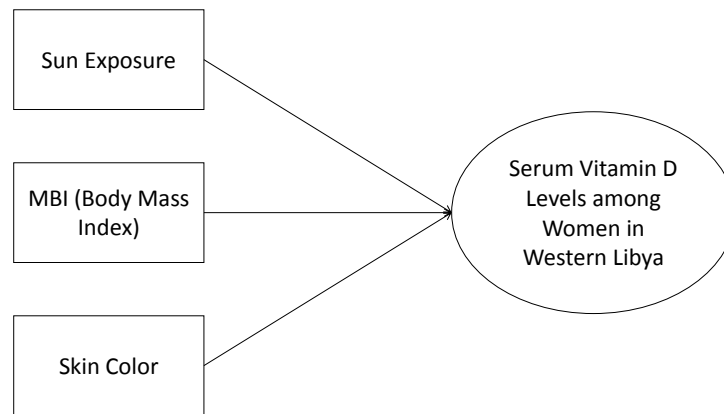 Sun Exposure
MBI (Body Mass
Index)
Skin Color
Serum Vitamin D
Levels among
Women in
Western Libya